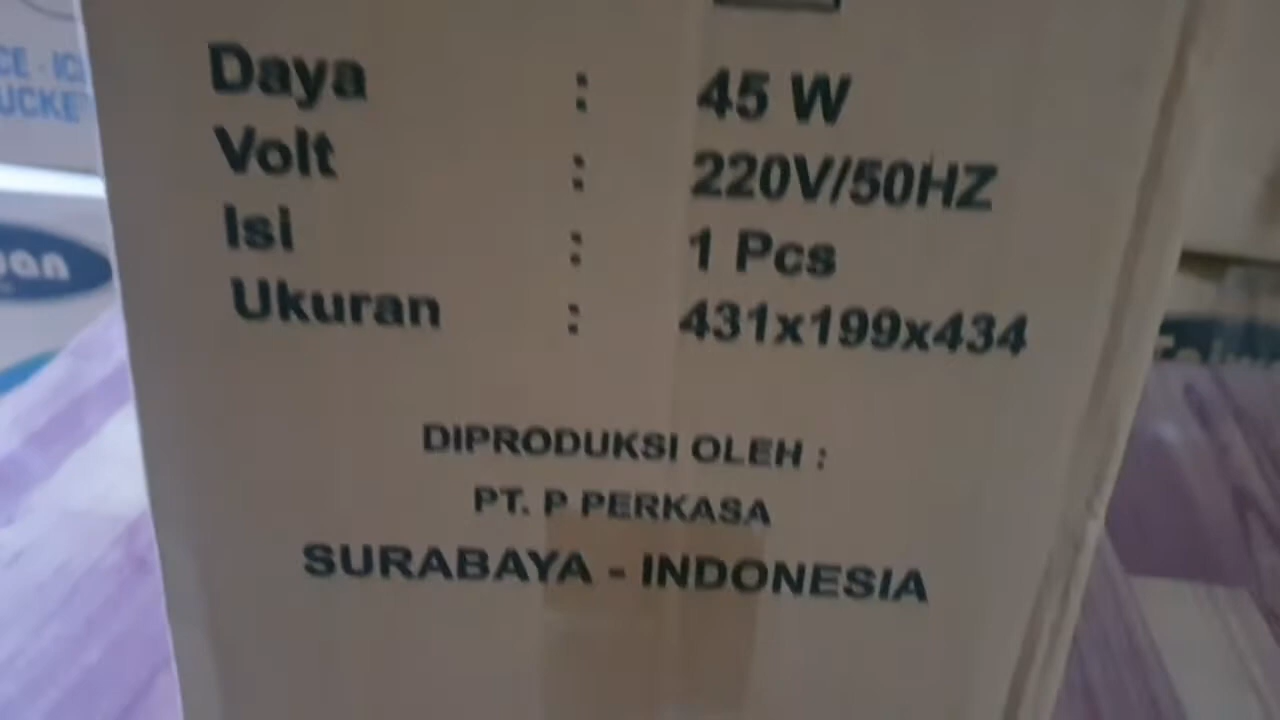 Daya : 45 W
Volt : 220V/50HZ
Isi : 1 Pcs
Ukuran : 431x199x434
DIPRODUKSI OLEH :
PT. P PERKASA
SURABAYA - INDONESIA